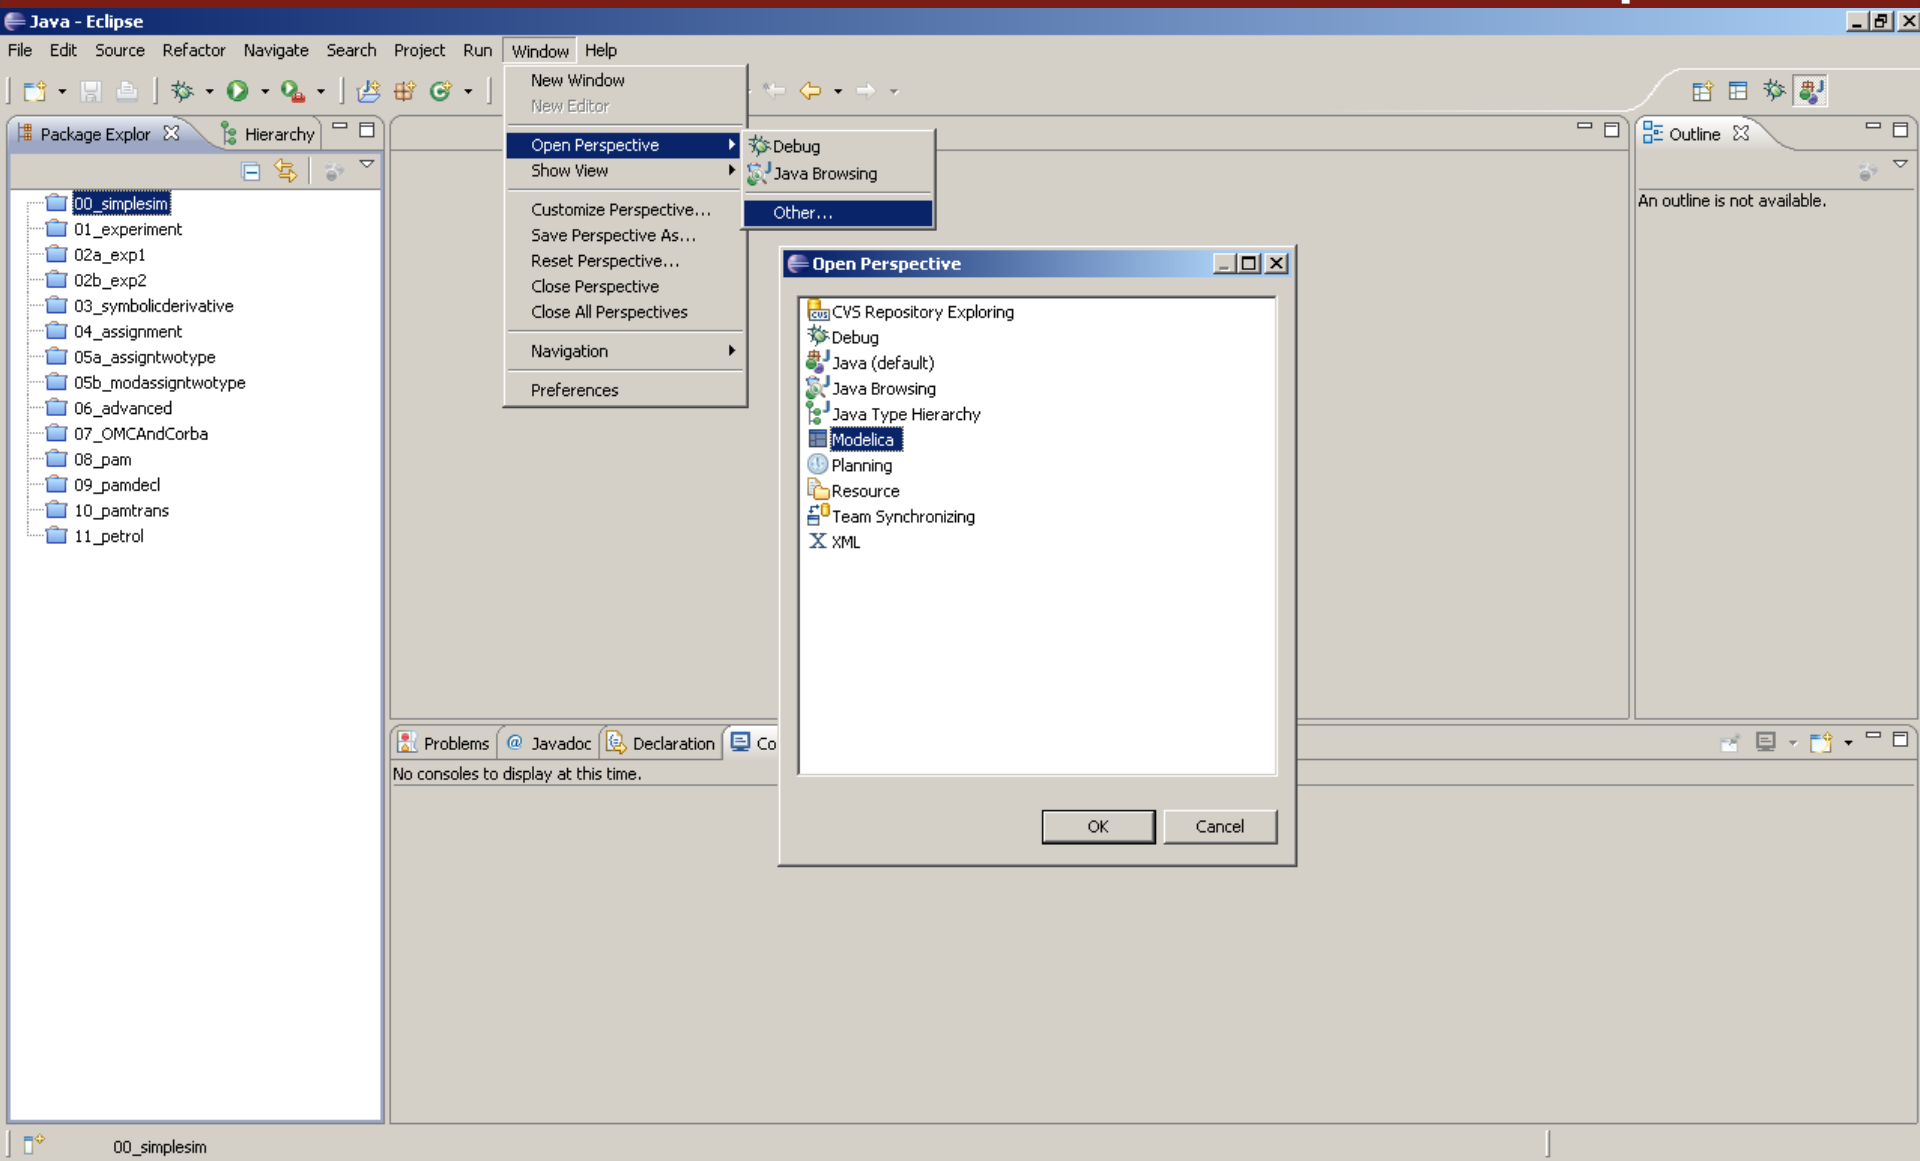 Java - Eclipse
File Edit Source Refactor Navigate Search Project Run Window Help
New Window
New Editor
Open Perspective
Show View
Customize Perspective...
Save Perspective As...
Reset Perspective...
Close Perspective
Close All Perspectives
Navigation
Preferences
Debug
Java Browsing
Other...
Package Explor
Hierarchy
00_simplesim
01_experiment
02a_exp1
02b_exp2
03_symbolicderivative
04_assignment
05a_assigntwotype
05b_modassigntwotype
06_advanced
07_OMCAndCorba
08_pam
09_pamdecl
10_pamtrans
11_petrol
Open Perspective
CVS Repository Exploring
Debug
Java (default)
Java Browsing
Java Type Hierarchy
Modelica
Planning
Resource
Team Synchronizing
XML
OK Cancel
Outline
An outline is not available.
Problems @ Javadoc Declaration Co
No consoles to display at this time.
00_simplesim